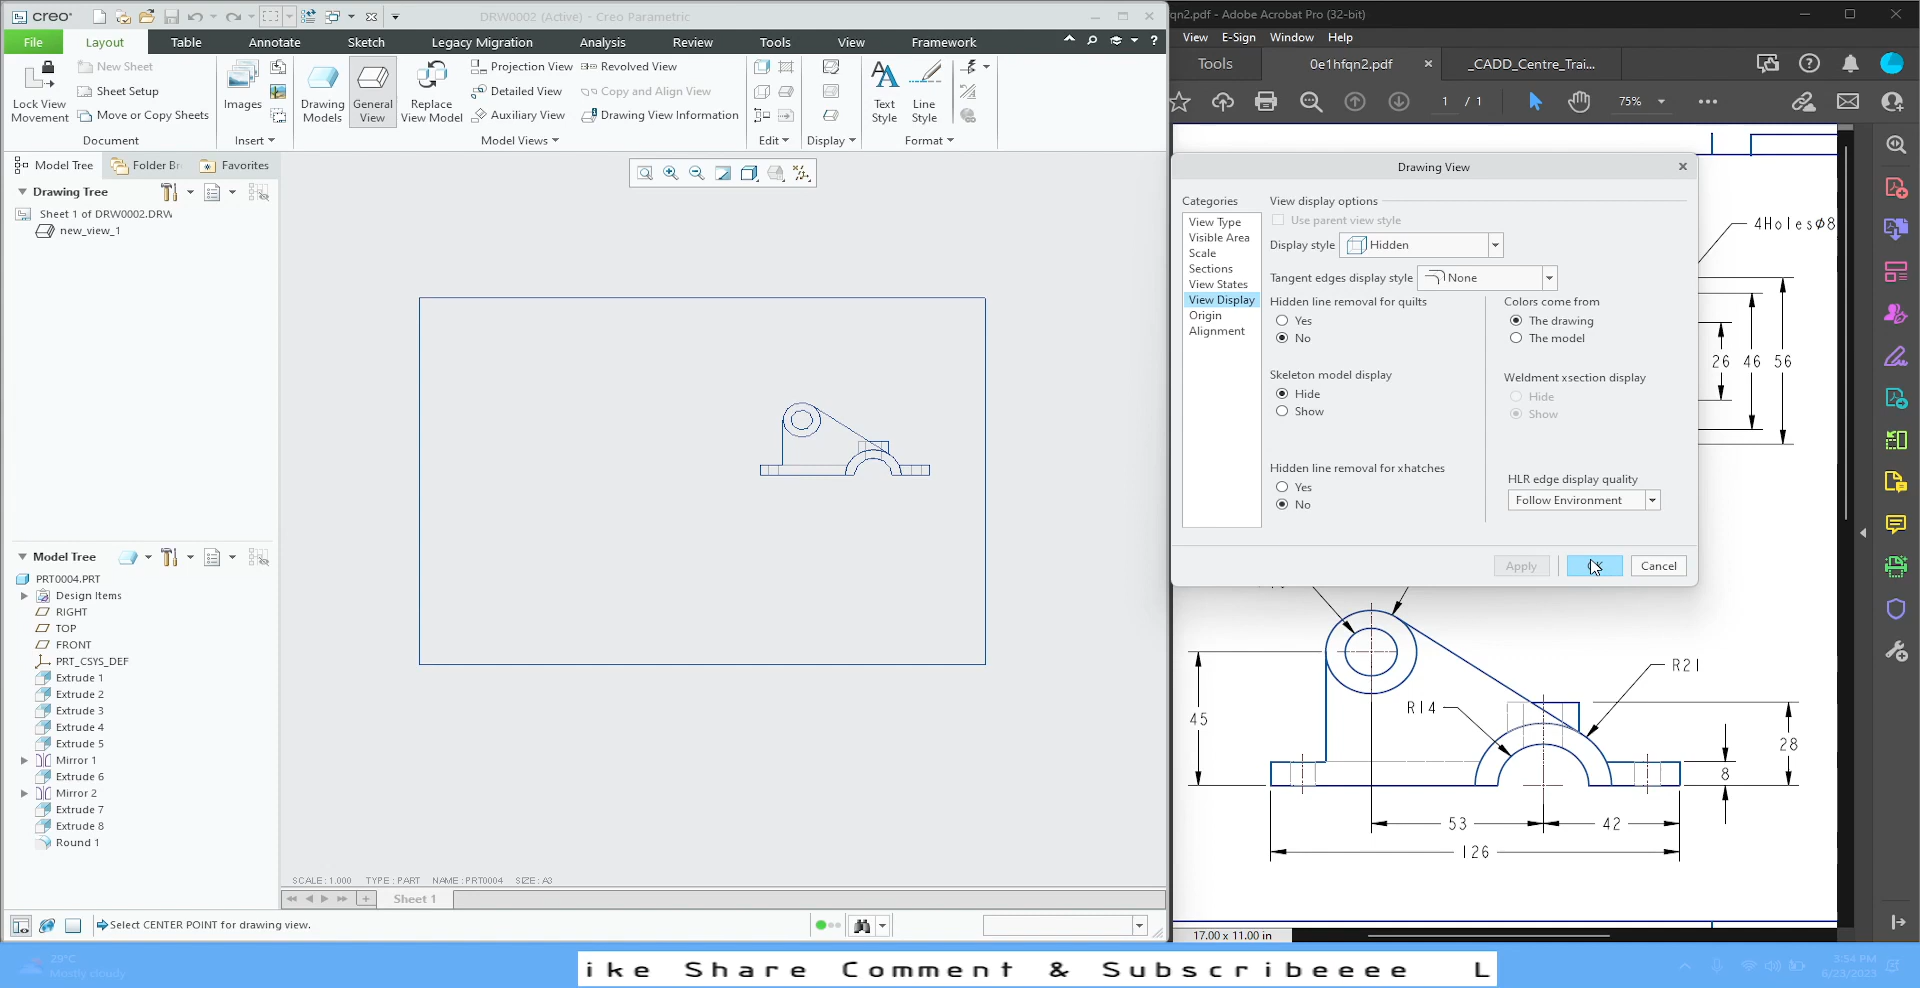 creo
DRW0002 (Active) - Creo Parametric
File Layout Table Annotate Sketch Legacy Migration Analysis Review Tools View Framework
Lock View Movement
New Sheet
Sheet Setup
Move or Copy Sheets
Document
Images
Insert
Drawing Models
General View
Replace View Model
Projection View
Detailed View
Auxiliary View
Revolved View
Copy and Align View
Drawing View Information
Model Views
Edit
Display
Text Style
Line Style
Format
Model Tree Folder Br Favorites
Drawing Tree
Sheet 1 of DRW0002.DRW
new_view_1
Model Tree
PRT0004.PRT
Design Items
RIGHT
TOP
FRONT
PRT_CSYS_DEF
Extrude 1
Extrude 2
Extrude 3
Extrude 4
Extrude 5
Mirror 1
Extrude 6
Mirror 2
Extrude 7
Extrude 8
Round 1
SCALE : 1.000 TYPE : PART NAME : PRT0004 SIZE : A3
Sheet 1
Select CENTER POINT for drawing view.
qn2.pdf - Adobe Acrobat Pro (32-bit)
View E-Sign Window Help
Tools 0e1hfqn2.pdf _CADD_Centre_Trai...
1 / 1 75%
Drawing View
Categories
View Type
Visible Area
Scale
Sections
View States
View Display
Origin
Alignment
View display options
Use parent view style
Display style Hidden
Tangent edges display style None
Hidden line removal for quilts
Yes
No
Colors come from
The drawing
The model
Skeleton model display
Hide
Show
Weldment xsection display
Hide
Show
Hidden line removal for xhatches
Yes
No
HLR edge display quality
Follow Environment
Apply Cancel
4Holesø8
26 46 56
R21
R14
45
28
8
53 42
126
17.00 x 11.00 in
29°C
Mostly cloudy
ike Share Comment & Subscribeeee L
3:54 PM
6/23/2023